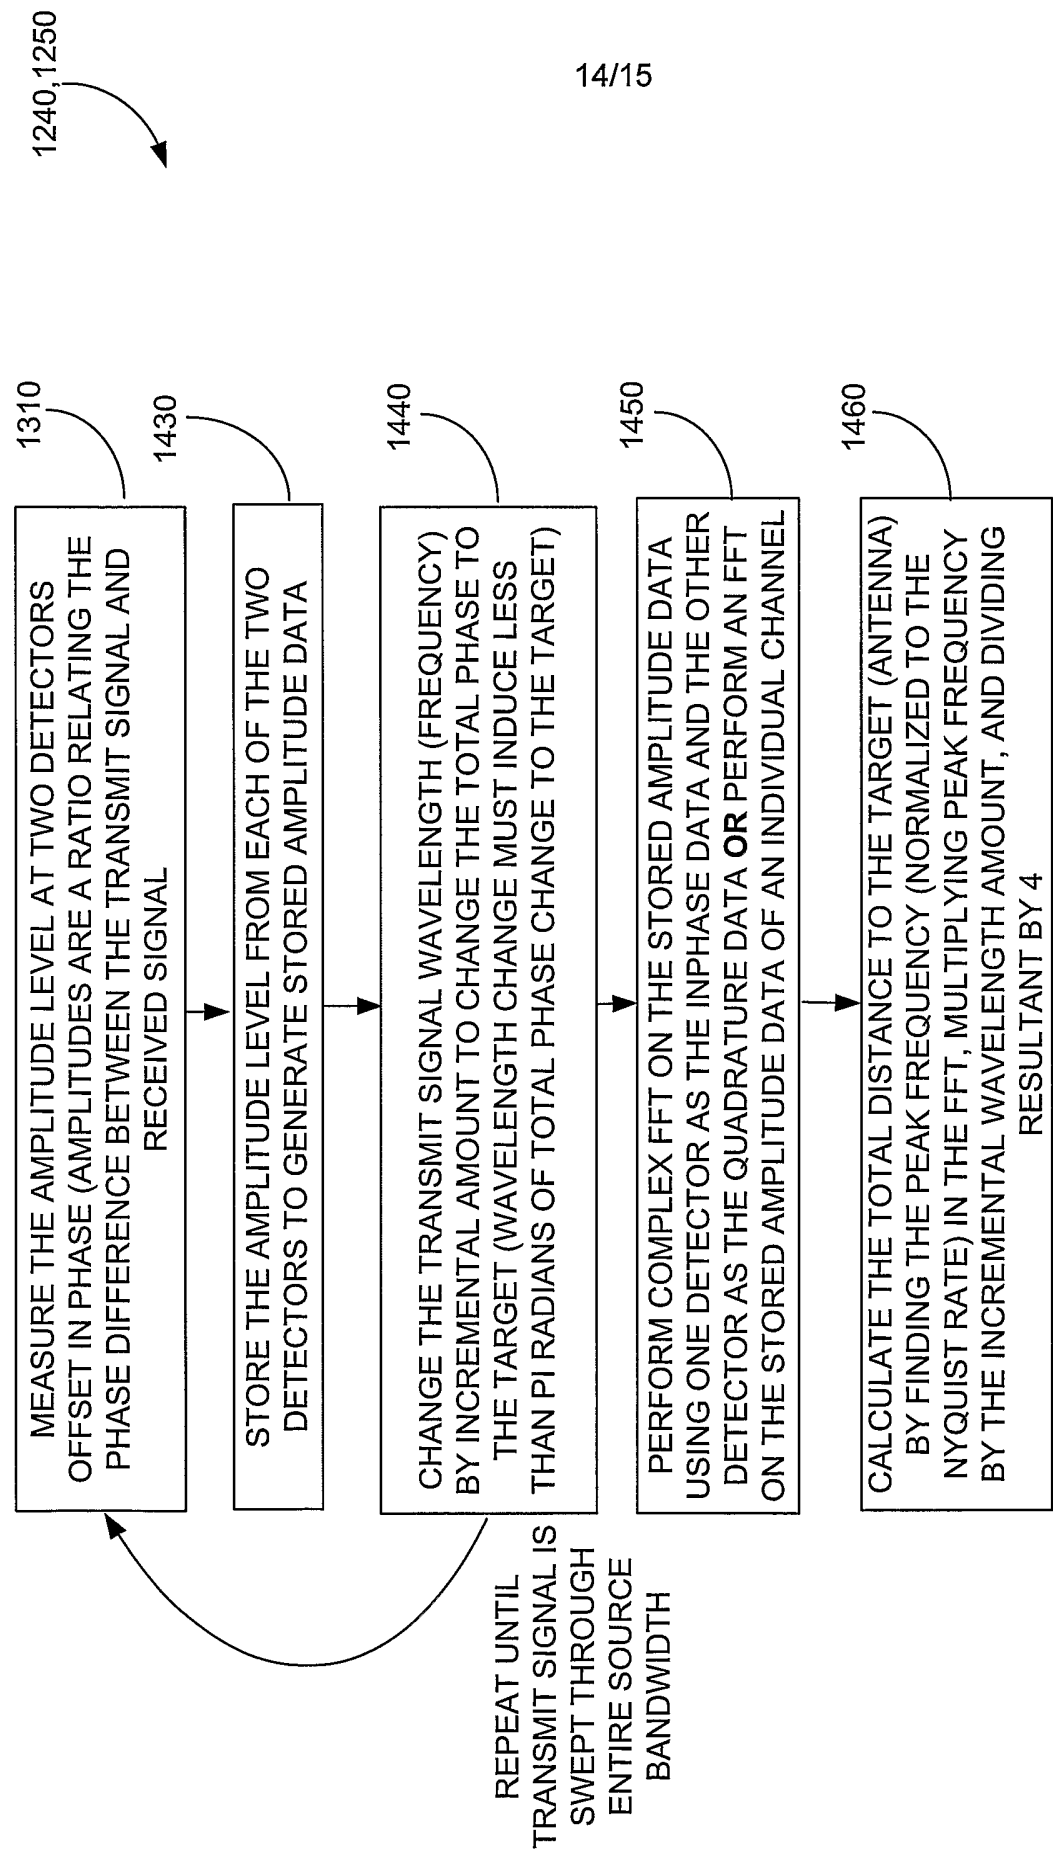 14/15
1240,1250
1310
MEASURE THE AMPLITUDE LEVEL AT TWO DETECTORS
OFFSET IN PHASE (AMPLITUDES ARE A RATIO RELATING THE
PHASE DIFFERENCE BETWEEN THE TRANSMIT SIGNAL AND
RECEIVED SIGNAL
1430
STORE THE AMPLITUDE LEVEL FROM EACH OF THE TWO
DETECTORS TO GENERATE STORED AMPLITUDE DATA
1440
CHANGE THE TRANSMIT SIGNAL WAVELENGTH (FREQUENCY)
BY INCREMENTAL AMOUNT TO CHANGE THE TOTAL PHASE TO
THE TARGET (WAVELENGTH CHANGE MUST INDUCE LESS
THAN PI RADIANS OF TOTAL PHASE CHANGE TO THE TARGET)
REPEAT UNTIL
TRANSMIT SIGNAL IS
SWEPT THROUGH
ENTIRE SOURCE
BANDWIDTH
1450
PERFORM COMPLEX FFT ON THE STORED AMPLITUDE DATA
USING ONE DETECTOR AS THE INPHASE DATA AND THE OTHER
DETECTOR AS THE QUADRATURE DATA OR PERFORM AN FFT
ON THE STORED AMPLITUDE DATA OF AN INDIVIDUAL CHANNEL
1460
CALCULATE THE TOTAL DISTANCE TO THE TARGET (ANTENNA)
BY FINDING THE PEAK FREQUENCY (NORMALIZED TO THE
NYQUIST RATE) IN THE FFT, MULTIPLYING PEAK FREQUENCY
BY THE INCREMENTAL WAVELENGTH AMOUNT, AND DIVIDING
RESULTANT BY 4